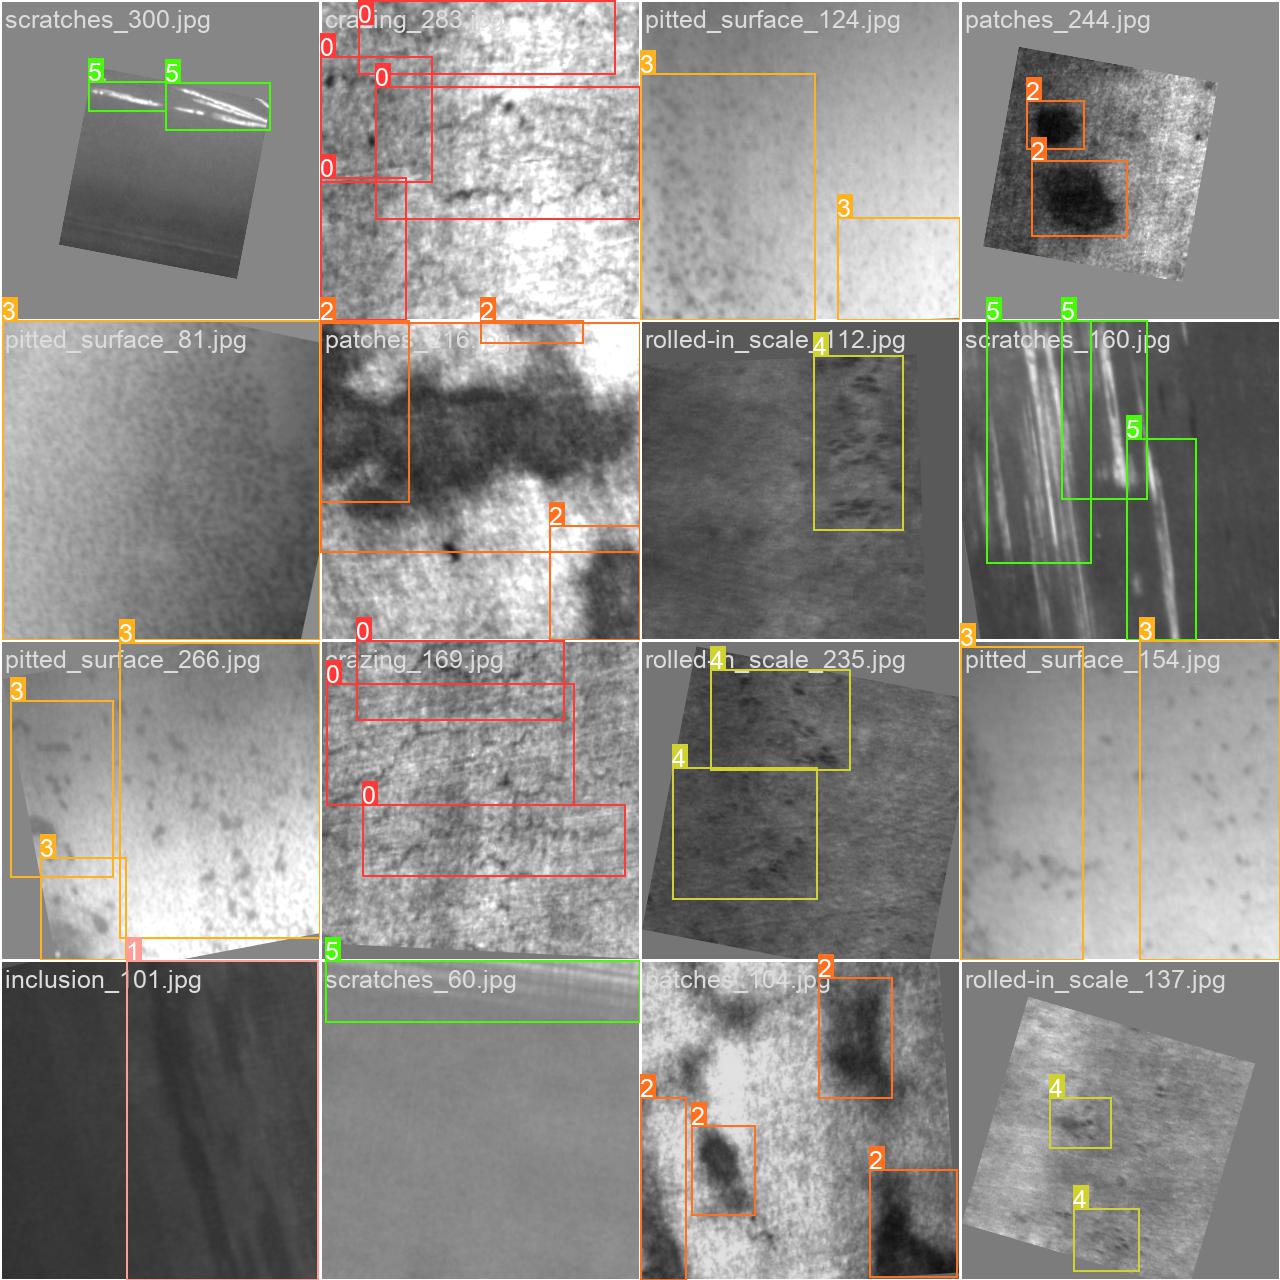 scratches_300.jpg
5
5
crazing_283.jpg
0
0
0
0
pitted_surface_124.jpg
3
3
patches_244.jpg
2
2
pitted_surface_81.jpg
3
patches_216.jpg
2
2
2
rolled-in_scale_112.jpg
4
scratches_160.jpg
5
5
5
pitted_surface_266.jpg
3
3
3
crazing_169.jpg
0
0
0
rolled-in_scale_235.jpg
4
4
pitted_surface_154.jpg
3
3
inclusion_101.jpg
1
scratches_60.jpg
5
patches_104.jpg
2
2
2
2
rolled-in_scale_137.jpg
4
4